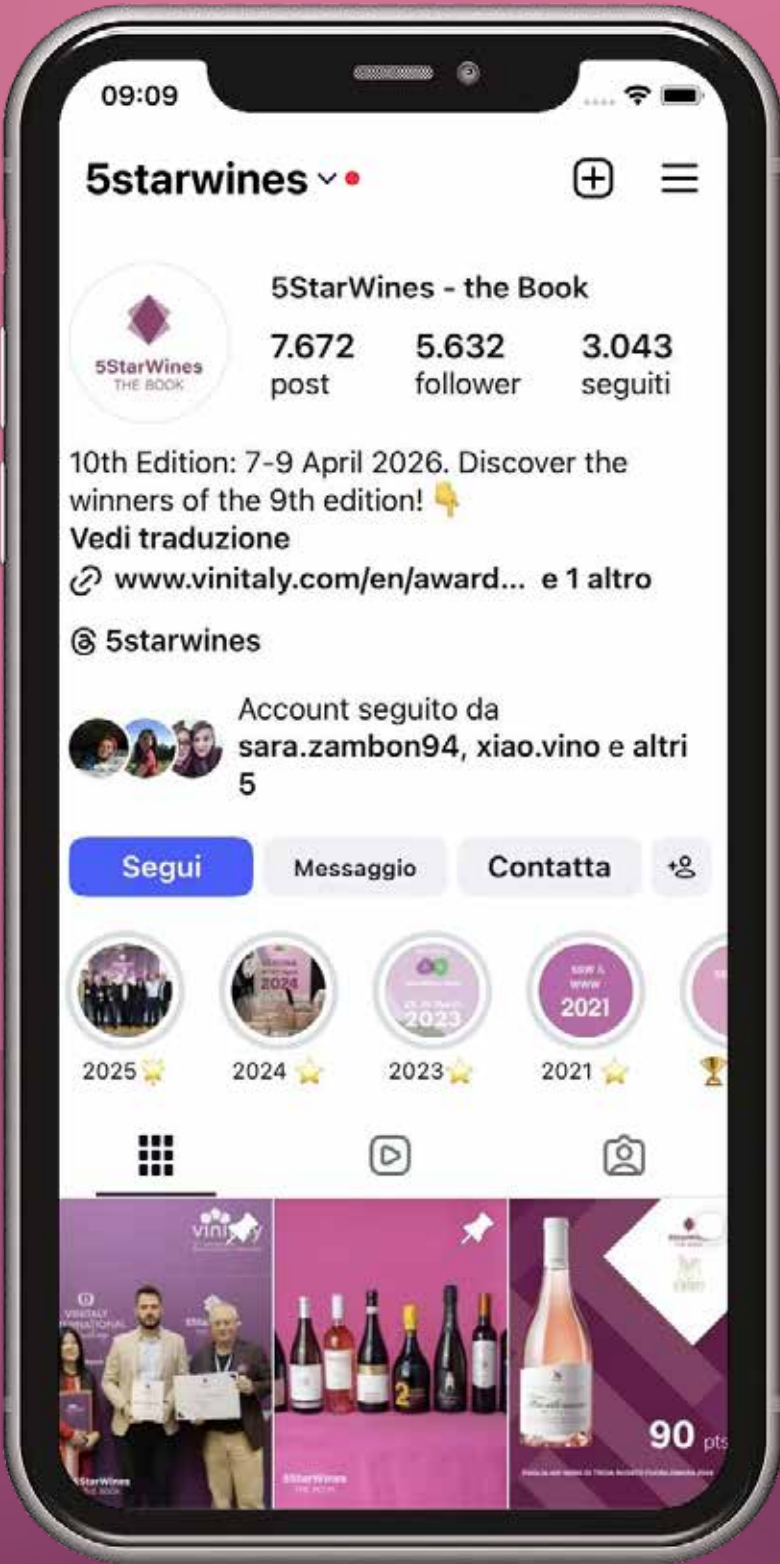 09:09
5starwines
5StarWines - the Book
5StarWines
THE BOOK
7.672
5.632
3.043
post
follower
seguiti
10th Edition: 7-9 April 2026. Discover the
winners of the 9th edition! 👇
Vedi traduzione
www.vinitaly.com/en/award... e 1 altro
5starwines
Account seguito da
sara.zambon94, xiao.vino e altri
5
Segui
Messaggio
Contatta
2024
2023
WWW
2021
2025🌟
2024 ⭐
2023⭐
2021 ⭐
🏆
VINITALY
5StarWines
THE BOOK
2
90 pts